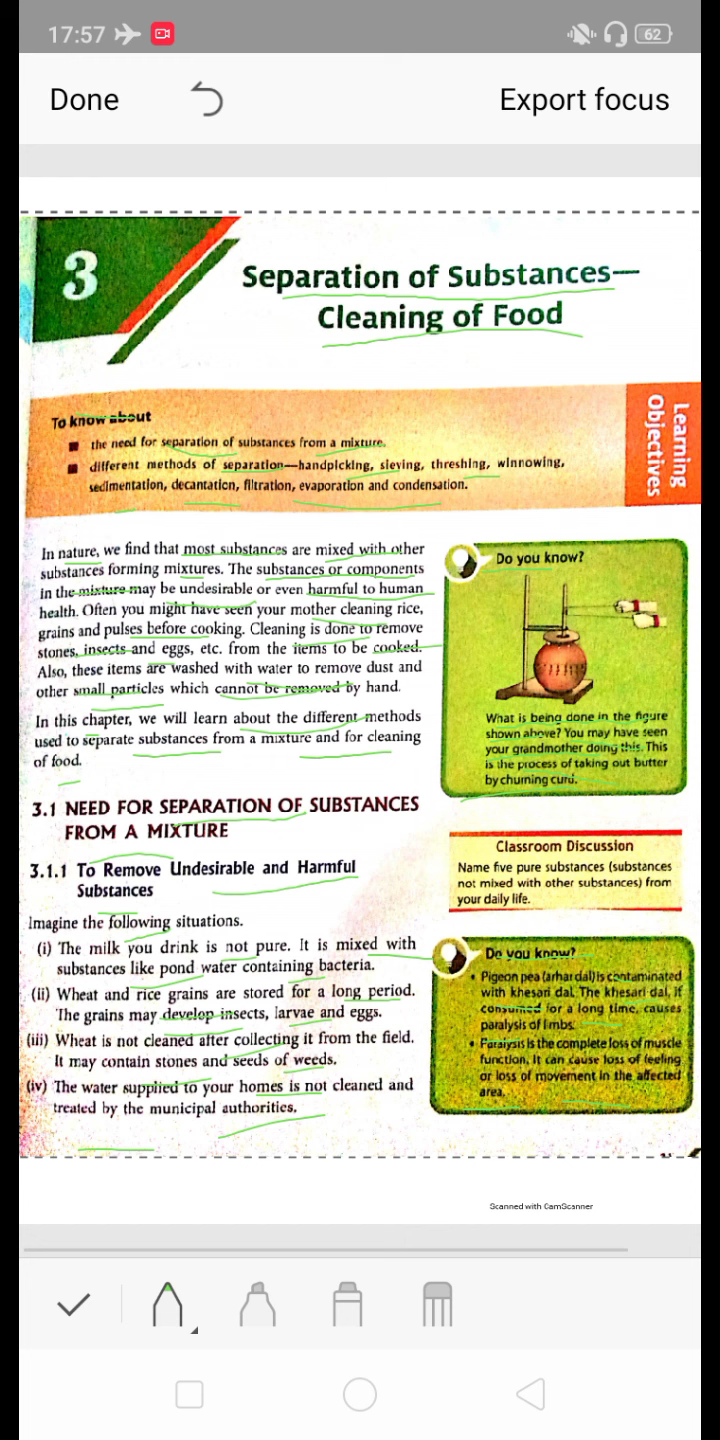 17:57
62
Done
Export focus
3
Separation of Substances—
Cleaning of Food
To know about
the need for separation of substances from a mixture.
different methods of separation—handpicking, sieving, threshing, winnowing,
sedimentation, decantation, filtration, evaporation and condensation.
Learning
Objectives
In nature, we find that most substances are mixed with other
substances forming mixtures. The substances or components
in the mixture may be undesirable or even harmful to human
health. Often you might have seen your mother cleaning rice,
grains and pulses before cooking. Cleaning is done to remove
stones, insects and eggs, etc. from the items to be cooked.
Also, these items are washed with water to remove dust and
other small particles which cannot be removed by hand.
In this chapter, we will learn about the different methods
used to separate substances from a mixture and for cleaning
of food.
3.1 NEED FOR SEPARATION OF SUBSTANCES
FROM A MIXTURE
3.1.1 To Remove Undesirable and Harmful
Substances
Imagine the following situations.
(i) The milk you drink is not pure. It is mixed with
substances like pond water containing bacteria.
(ii) Wheat and rice grains are stored for a long period.
The grains may develop insects, larvae and eggs.
(iii) Wheat is not cleaned after collecting it from the field.
It may contain stones and seeds of weeds.
(iv) The water supplied to your homes is not cleaned and
treated by the municipal authorities.
Do you know?
What is being done in the figure
shown above? You may have seen
your grandmother doing this. This
is the process of taking out butter
by churning curd.
Classroom Discussion
Name five pure substances (substances
not mixed with other substances) from
your daily life.
Do you know?
• Pigeon pea (arhar dal) is contaminated
with khesari dal. The khesari dal, if
consumed for a long time, causes
paralysis of limbs.
• Paralysis is the complete loss of muscle
function. It can cause loss of feeling
or loss of movement in the affected
area.
Scanned with CamScanner